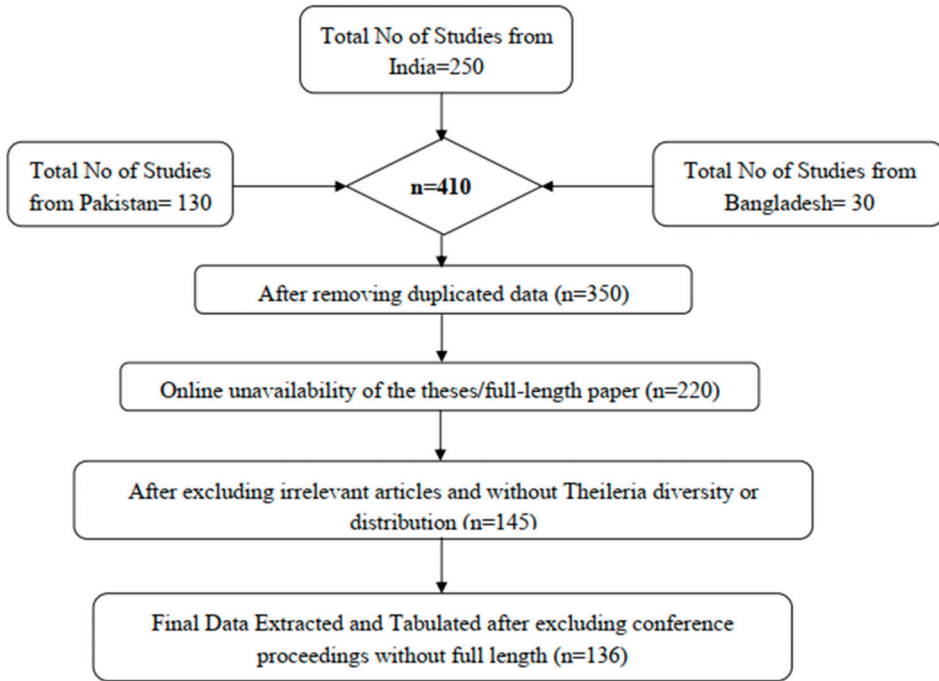 Total No of Studies from
India=250
Total No of Studies
from Pakistan= 130
n=410
Total No of Studies from
Bangladesh= 30
After removing duplicated data (n=350)
Online unavailability of the theses/full-length paper (n=220)
After excluding irrelevant articles and without Theileria diversity or
distribution (n=145)
Final Data Extracted and Tabulated after excluding conference
proceedings without full length (n=136)